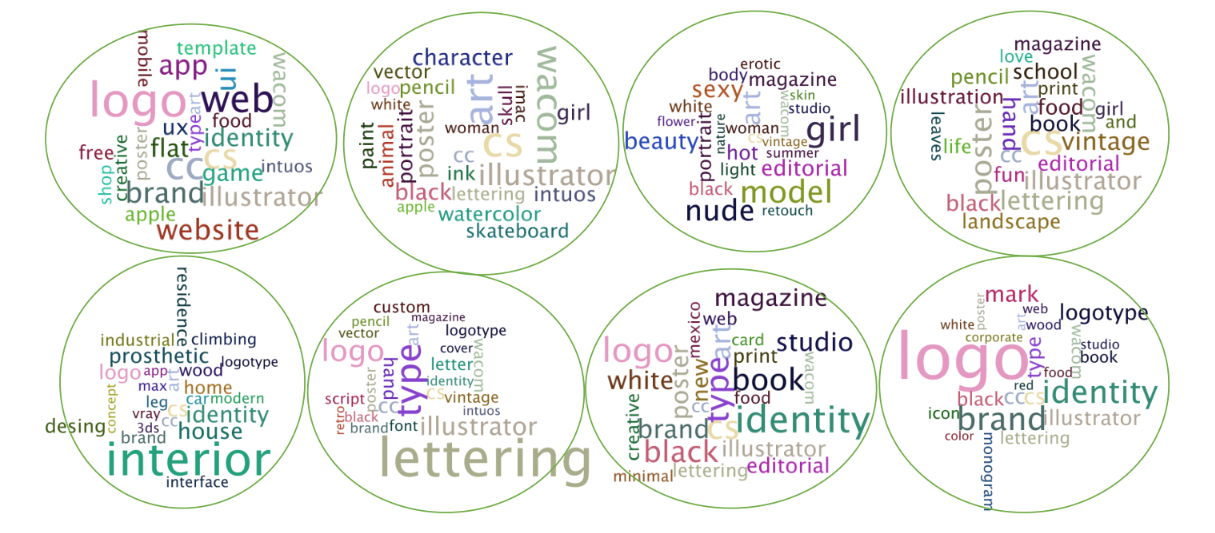 mobile
template
app
ui
wacom
logo
web
art
type
food
ux
identity
poster
creative
free
flat
cc
cs
game
intuos
shop
brand
illustrator
apple
website
character
wacom
vector
logo
pencil
art
skull
imac
girl
white
poster
portrait
woman
cs
paint
animal
cc
ink
illustrator
black
lettering
intuos
apple
watercolor
skateboard
erotic
body
magazine
sexy
art
skin
wacom
white
studio
flower
portrait
nature
woman
girl
cs
vintage
beauty
hot
summer
light
editorial
black
model
nude
retouch
magazine
love
wacom
pencil
school
art
print
illustration
hand
food
girl
poster
book
and
leaves
life
cs
vintage
cc
editorial
fun
illustrator
black
lettering
landscape
residence
industrial
climbing
prosthetic
logotype
logo
app
wood
art
max
home
leg
car
modern
concept
vray
cs
identity
3ds
cc
desing
brand
house
interior
interface
custom
magazine
pencil
vector
art
logotype
logo
cover
wacom
hand
type
letter
poster
identity
script
cs
vintage
retro
cc
intuos
black
brand
font
illustrator
lettering
magazine
mexico
web
art
card
studio
logo
poster
print
wacom
white
new
type
book
food
creative
cc
identity
brand
cs
black
illustrator
minimal
lettering
editorial
mark
poster
web
logotype
white
art
wood
wacom
corporate
studio
logo
type
book
food
red
identity
black
cc
cs
icon
brand
illustrator
color
lettering
monogram